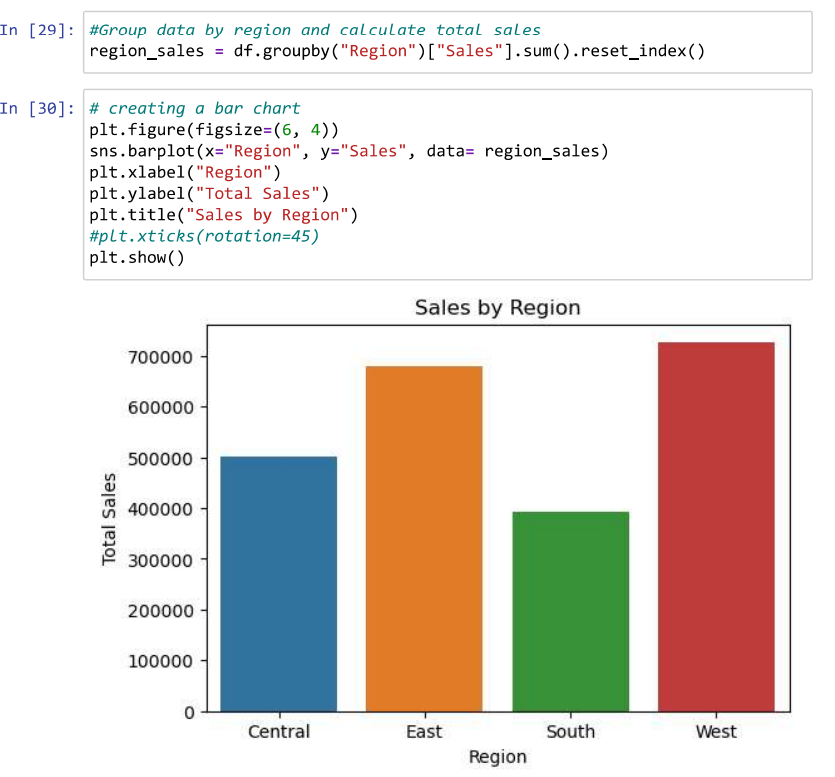 In [29]: #Group data by region and calculate total sales
region_sales = df.groupby("Region")["Sales"].sum().reset_index()
In [30]: # creating a bar chart
plt.figure(figsize=(6, 4))
sns.barplot(x="Region", y="Sales", data= region_sales)
plt.xlabel("Region")
plt.ylabel("Total Sales")
plt.title("Sales by Region")
#plt.xticks(rotation=45)
plt.show()
Sales by Region
700000
600000
500000
400000
300000
200000
100000
0
Total Sales
Central East South West
Region